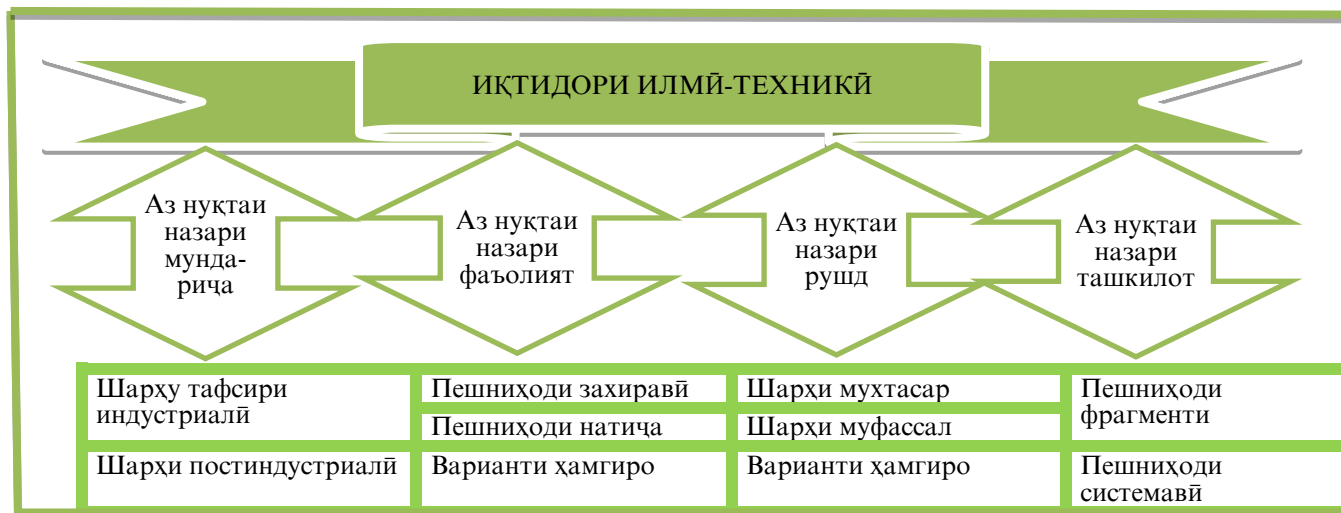 ИҚТИДОРИ ИЛМӢ-ТЕХНИКӢ
Аз нуқтаи
назари
мунда-
риҷа
Аз нуқтаи
назари
фаъолият
Аз нуқтаи
назари
рушд
Аз нуқтаи
назари
ташкилот
Шарҳу тафсири
индустриалӣ
Пешниҳоди захиравӣ
Шарҳи мухтасар
Пешниҳоди
фрагменти
Пешниҳоди натиҷа
Шарҳи муфассал
Шарҳи постиндустриалӣ
Варианти ҳамгиро
Варианти ҳамгиро
Пешниҳоди
системавӣ